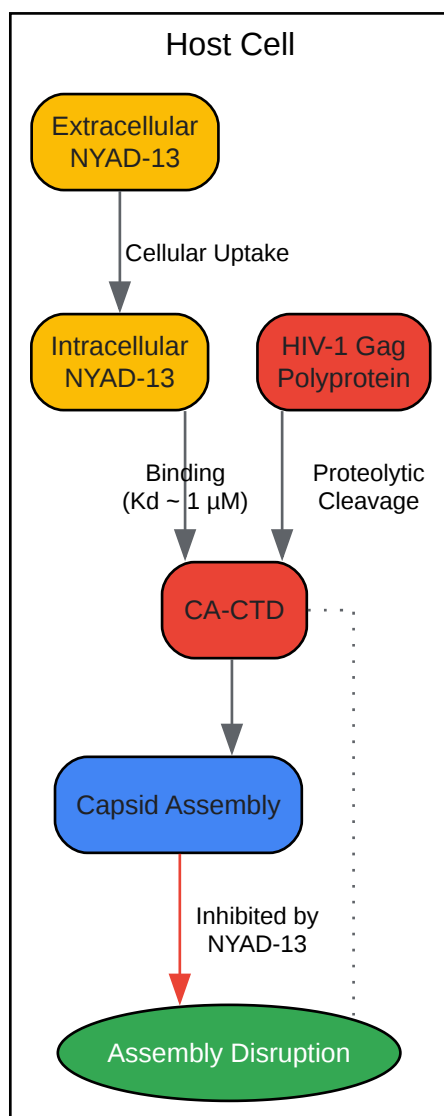 Host Cell
Extracellular
NYAD-13
Cellular Uptake
Intracellular
NYAD-13
HIV-1 Gag
Polyprotein
Binding
(Kd ~ 1 µM)
Proteolytic
Cleavage
CA-CTD
Capsid Assembly
Inhibited by
NYAD-13
Assembly Disruption